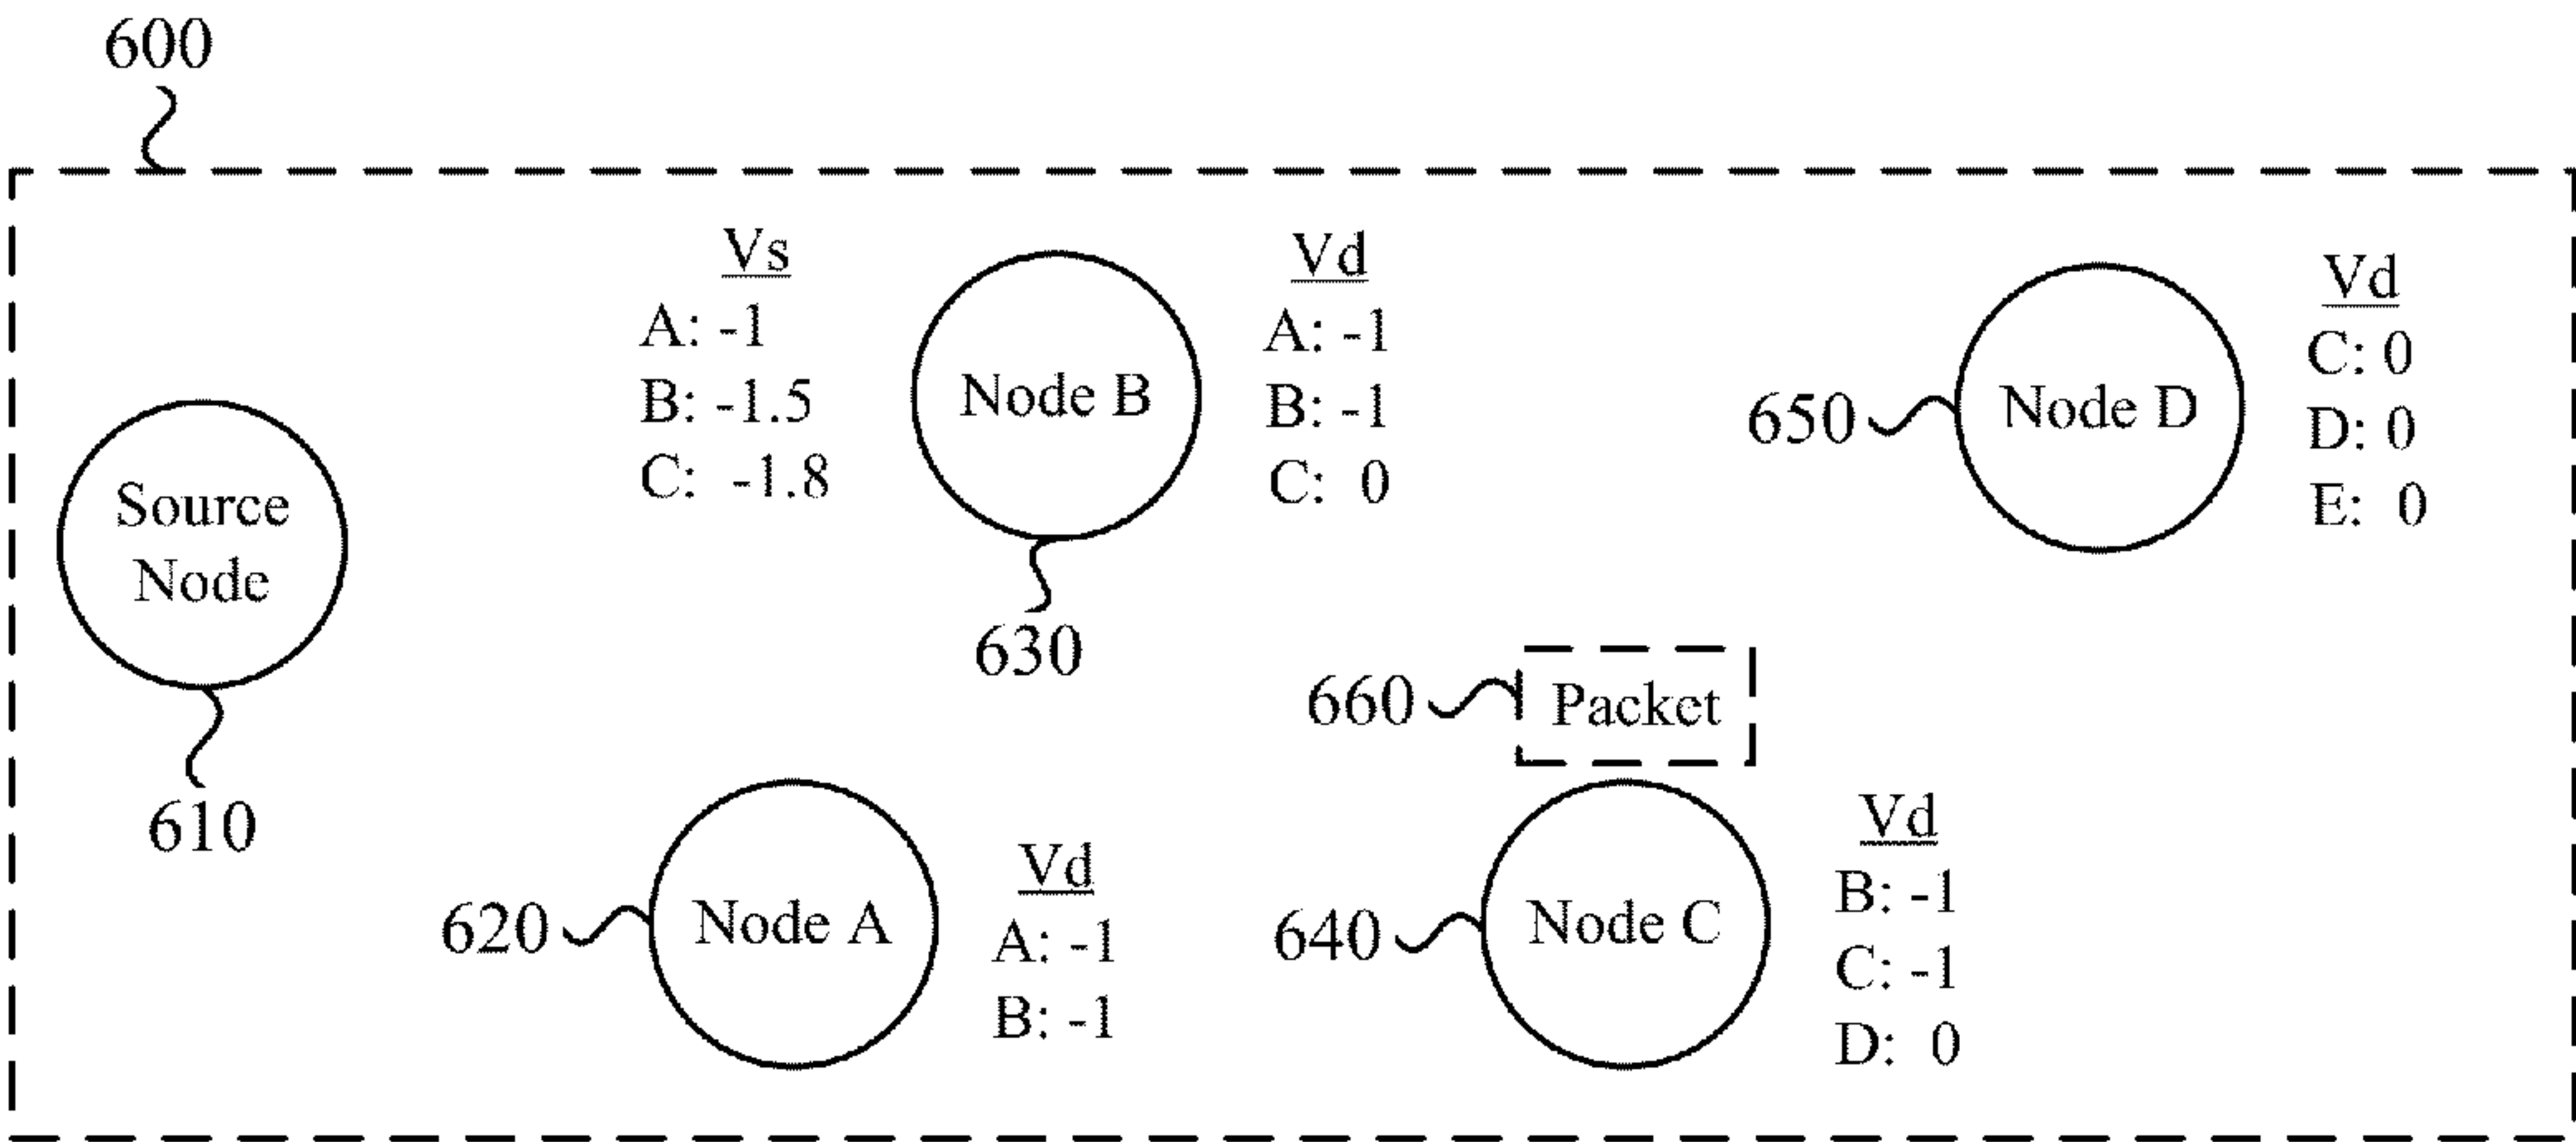 600
Vs
A: -1
B: -1.5
C: -1.8
Node B
Vd
A: -1
B: -1
C: 0
630
Node D
650
Vd
C: 0
D: 0
E: 0
Source
Node
610
660
Packet
620
Node A
Vd
A: -1
B: -1
640
Node C
Vd
B: -1
C: -1
D: 0